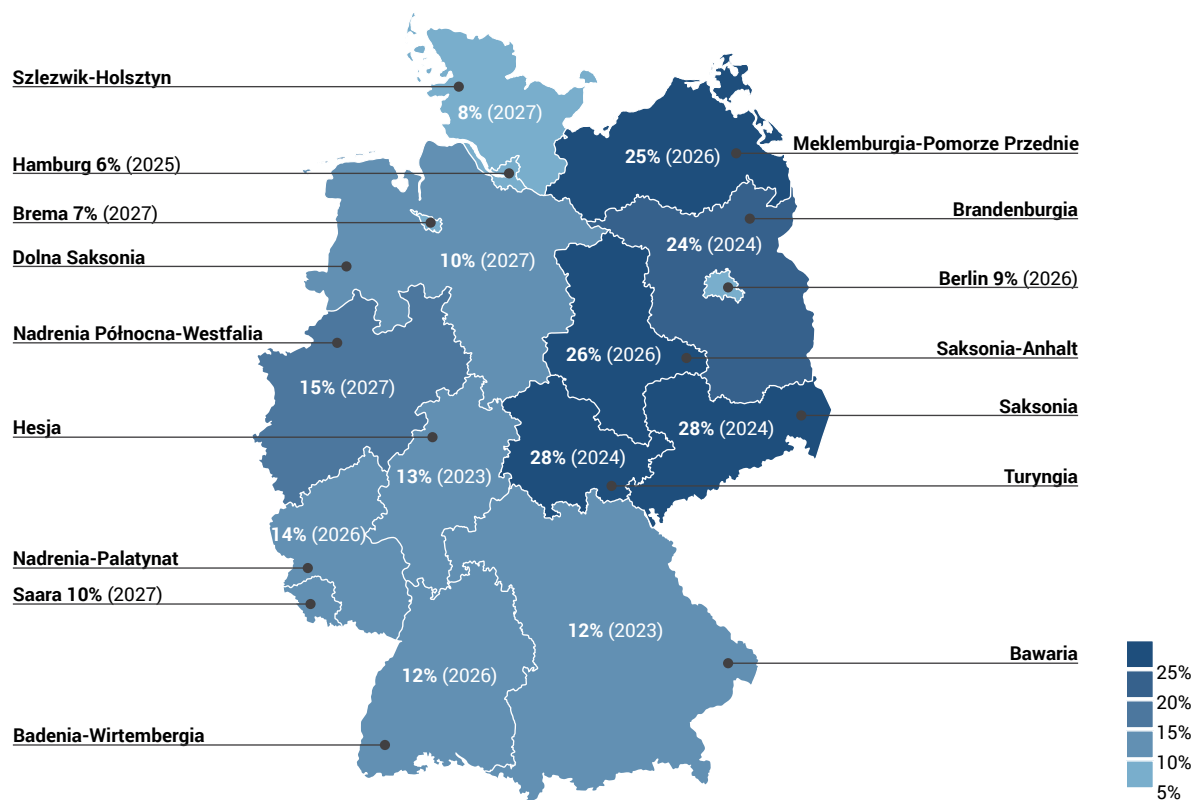 Szlezwik-Holsztyn
8% (2027)
Hamburg 6% (2025)
Brema 7% (2027)
Dolna Saksonia
10% (2027)
Nadrenia Północna-Westfalia
15% (2027)
Hesja
13% (2023)
14% (2026)
Nadrenia-Palatynat
Saara 10% (2027)
12% (2026)
Badenia-Wirtembergia
Meklemburgia-Pomorze Przednie
25% (2026)
Brandenburgia
24% (2024)
Berlin 9% (2026)
Saksonia-Anhalt
26% (2026)
Saksonia
28% (2024)
28% (2024)
Turyngia
12% (2023)
Bawaria
25%
20%
15%
10%
5%